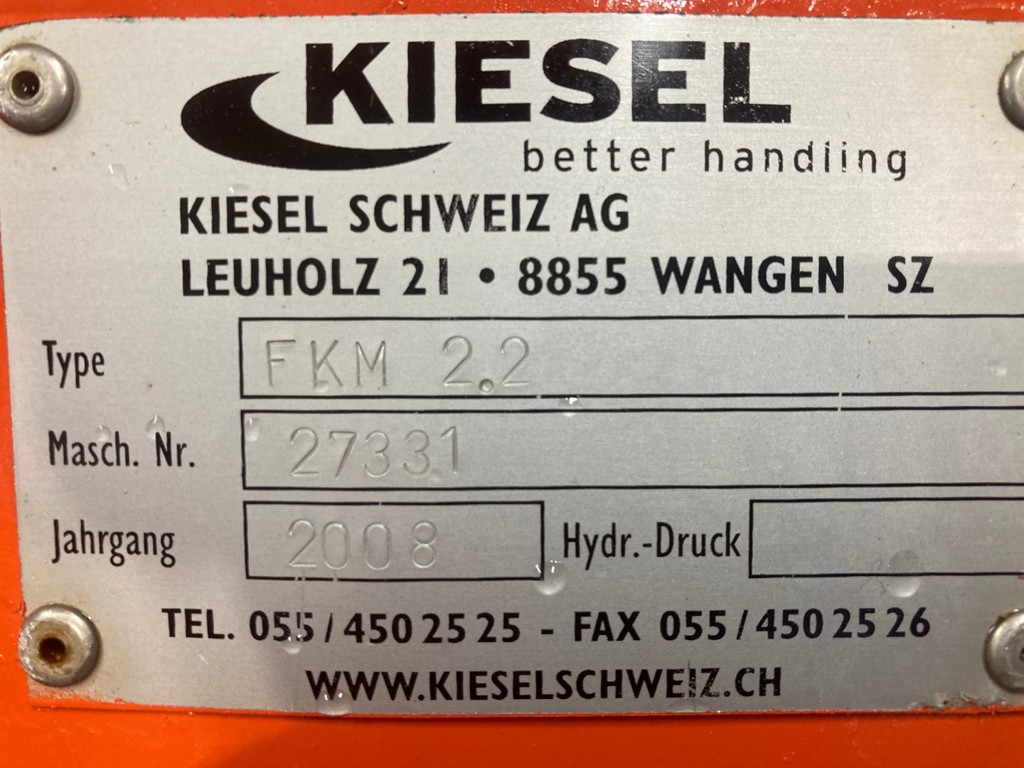 KIESEL
better handling
KIESEL SCHWEIZ AG
LEUHOLZ 21 • 8855 WANGEN SZ
Type FKM 2.2
Masch. Nr. 27331
Jahrgang 2008 Hydr.-Druck
TEL. 055/450 25 25 - FAX 055/450 25 26
WWW.KIESELSCHWEIZ.CH